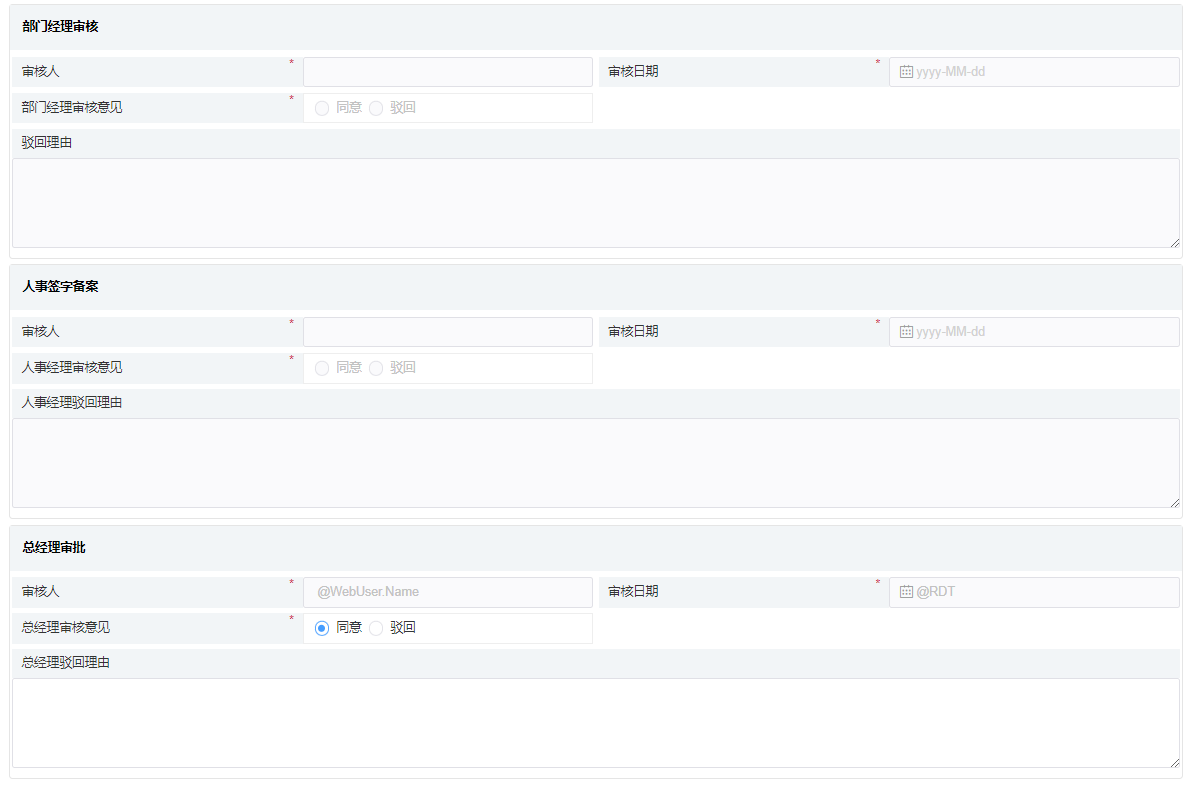 部门经理审核
审核人 * 审核日期 * yyyy-MM-dd
部门经理审核意见 * 同意 驳回
驳回理由
人事签字备案
审核人 * 审核日期 * yyyy-MM-dd
人事经理审核意见 * 同意 驳回
人事经理驳回理由
总经理审批
审核人 * @WebUser.Name 审核日期 * @RDT
总经理审核意见 * 同意 驳回
总经理驳回理由